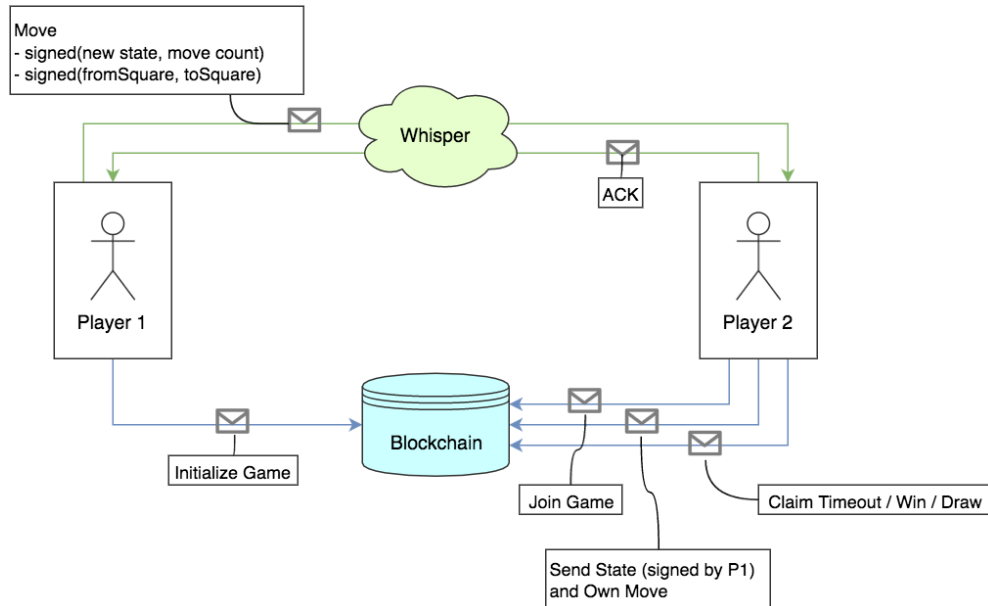 Move
- signed(new state, move count)
- signed(fromSquare, toSquare)
Whisper
ACK
Player 1
Player 2
Blockchain
Initialize Game
Join Game
Claim Timeout / Win / Draw
Send State (signed by P1)
and Own Move